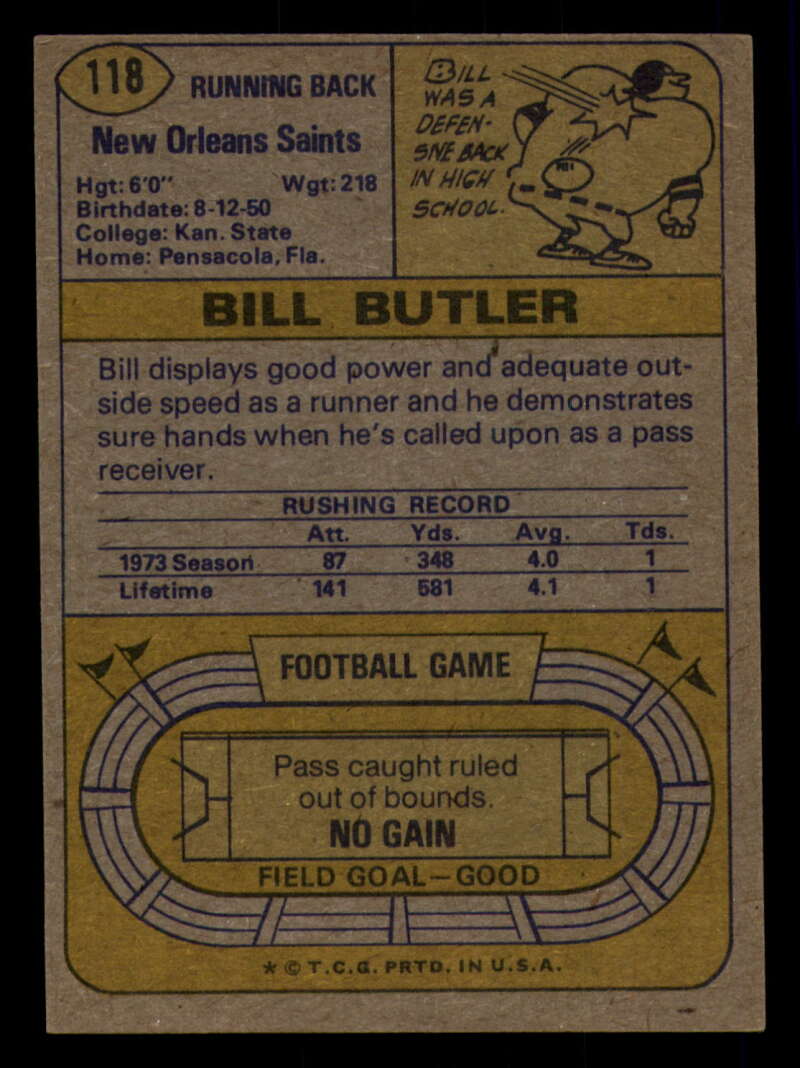 118
RUNNING BACK
New Orleans Saints
Hgt: 6'0" Wgt: 218
Birthdate: 8-12-50
College: Kan. State
Home: Pensacola, Fla.
BILL
WAS A
DEFEN-
SNE BACK
IN HIGH
SCHOOL.
BILL BUTLER
Bill displays good power and adequate out-
side speed as a runner and he demonstrates
sure hands when he's called upon as a pass
receiver.
RUSHING RECORD
Att. Yds. Avg. Tds.
1973 Season 87 348 4.0 1
Lifetime 141 581 4.1 1
FOOTBALL GAME
Pass caught ruled
out of bounds.
NO GAIN
FIELD GOAL—GOOD
* © T.C.G. PRTD. IN U.S.A.